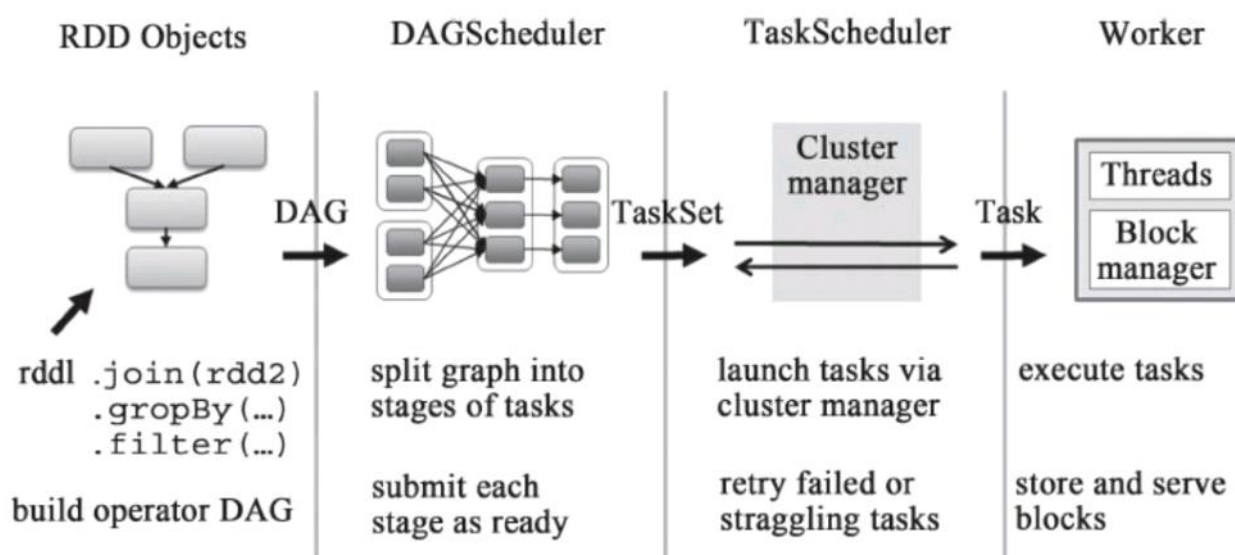 RDD Objects
DAGScheduler
TaskScheduler
Worker
DAG
TaskSet
Cluster
manager
Task
Threads
Block
manager
rddl .join(rdd2)
.gropBy(…)
.filter(…)
build operator DAG
split graph into
stages of tasks
submit each
stage as ready
launch tasks via
cluster manager
retry failed or
straggling tasks
execute tasks
store and serve
blocks